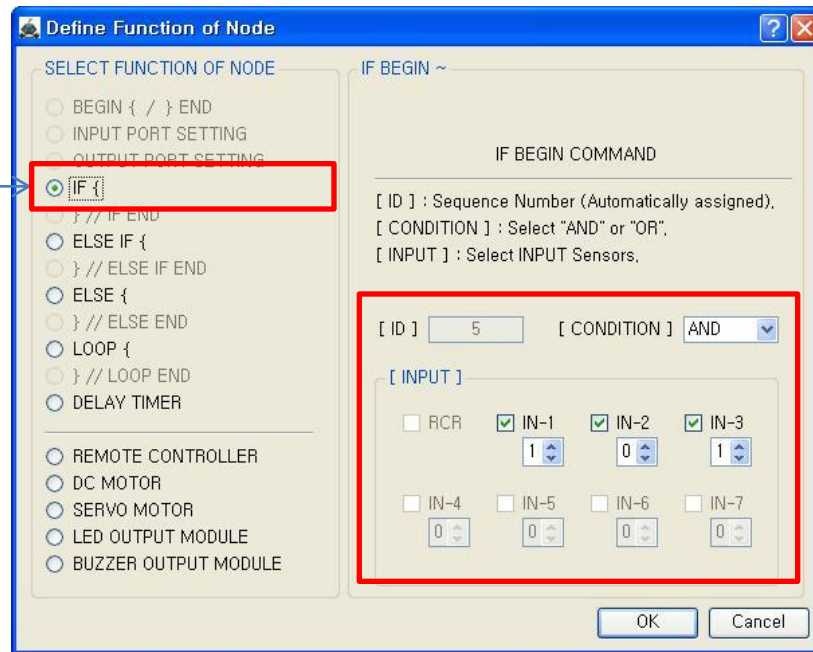 Define Function of Node
SELECT FUNCTION OF NODE
BEGIN { / } END
INPUT PORT SETTING
OUTPUT PORT SETTING
IF {
} // IF END
ELSE IF {
} // ELSE IF END
ELSE {
} // ELSE END
LOOP {
} // LOOP END
DELAY TIMER
REMOTE CONTROLLER
DC MOTOR
SERVO MOTOR
LED OUTPUT MODULE
BUZZER OUTPUT MODULE
IF BEGIN ~
IF BEGIN COMMAND
[ ID ] : Sequence Number (Automatically assigned),
[ CONDITION ] : Select "AND" or "OR",
[ INPUT ] : Select INPUT Sensors,
[ ID ] 5 [ CONDITION ] AND
[ INPUT ]
RCR IN-1 IN-2 IN-3
1 0 1
IN-4 IN-5 IN-6 IN-7
0 0 0 0
OK Cancel